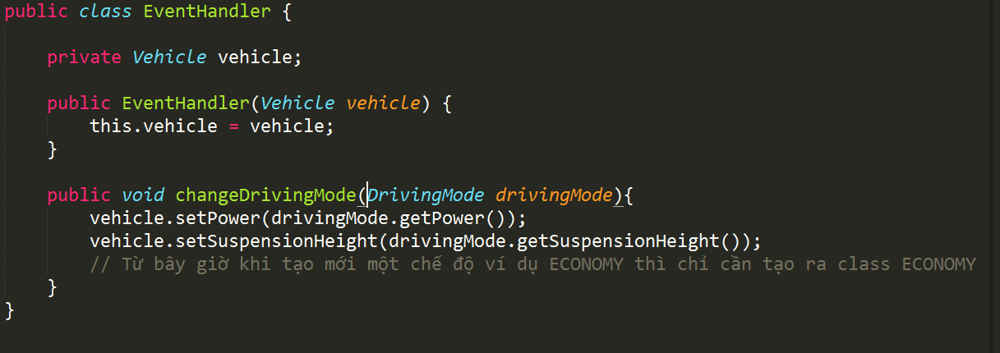 public class EventHandler {
private Vehicle vehicle;
public EventHandler(Vehicle vehicle) {
this.vehicle = vehicle;
}
public void changeDrivingMode(DrivingMode drivingMode){
vehicle.setPower(drivingMode.getPower());
vehicle.setSuspensionHeight(drivingMode.getSuspensionHeight());
// Từ bây giờ khi tạo mới một chế độ ví dụ ECONOMY thì chỉ cần tạo ra class ECONOMY
}
}